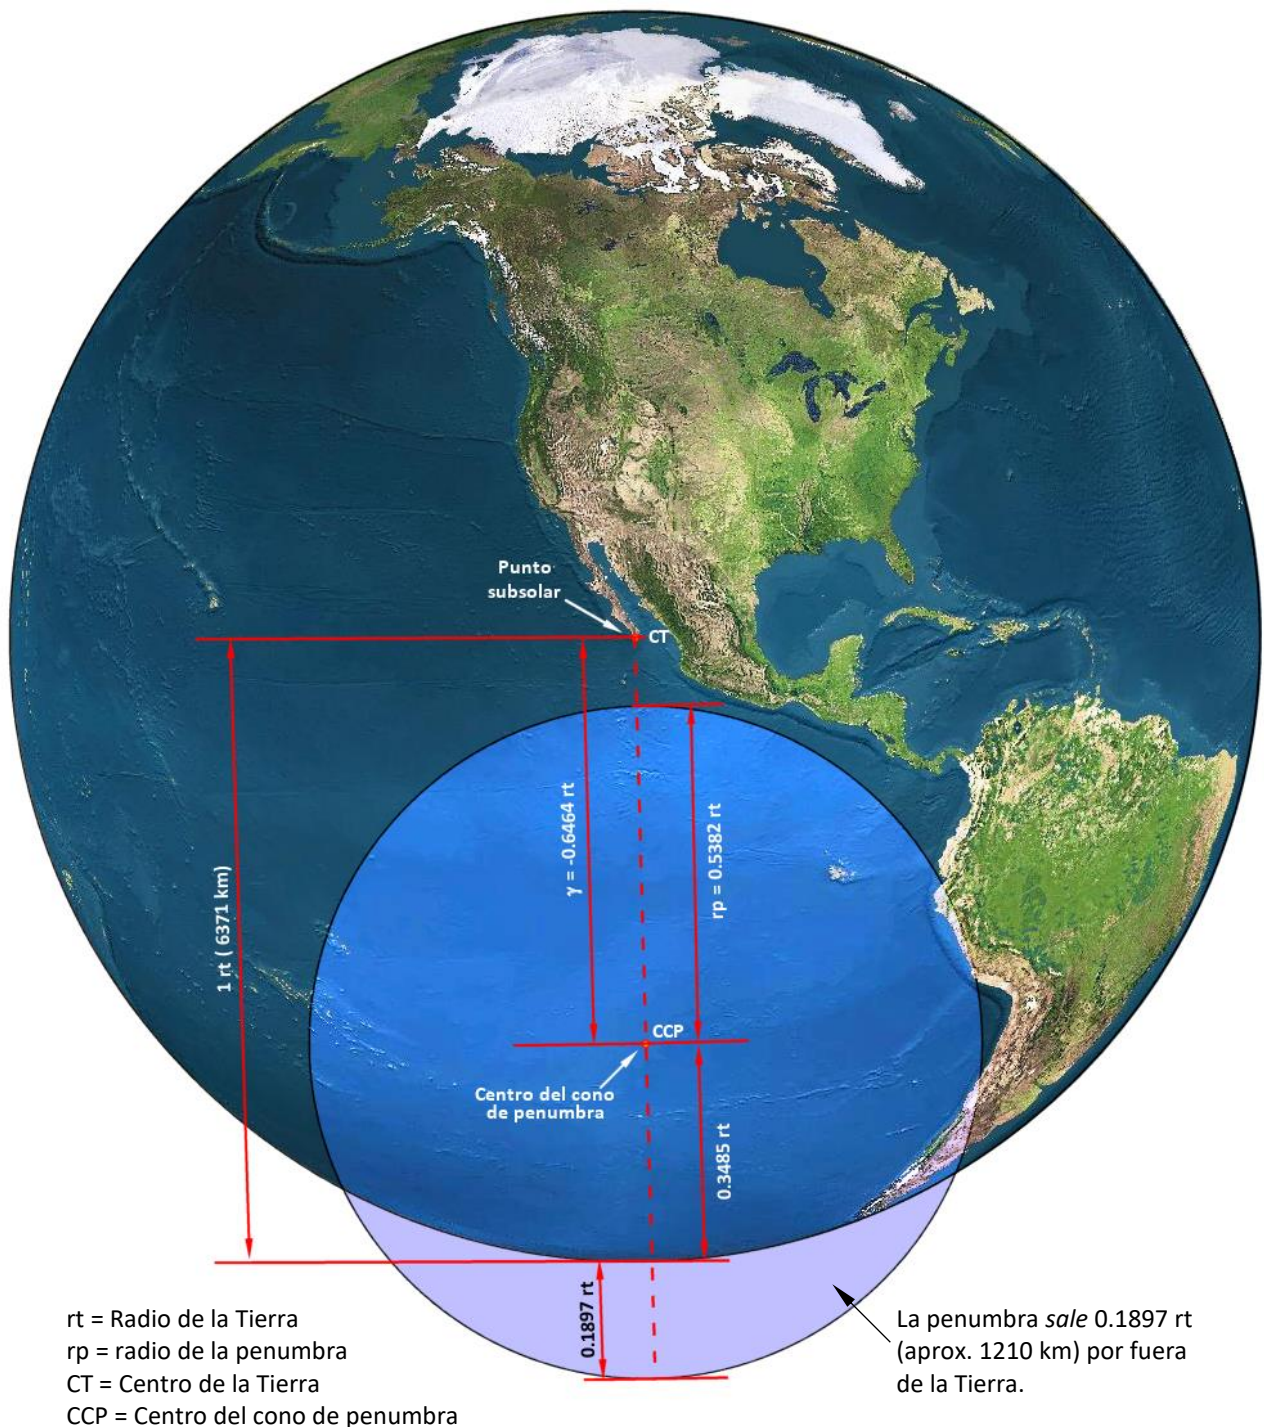 Punto
subsolar
CT
1 rt ( 6371 km)
γ = -0.6464 rt
rp = 0.5382 rt
CCP
Centro del cono
de penumbra
0.3485 rt
0.1897 rt
rt = Radio de la Tierra
rp = radio de la penumbra
CT = Centro de la Tierra
CCP = Centro del cono de penumbra
La penumbra sale 0.1897 rt
(aprox. 1210 km) por fuera
de la Tierra.